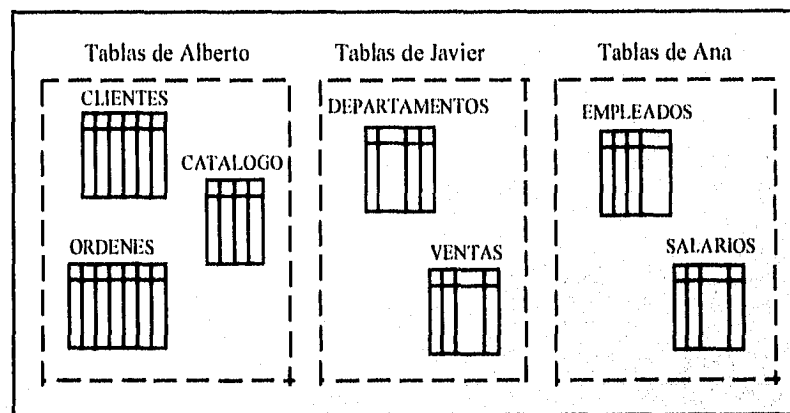 Tablas de Alberto
Tablas de Javier
Tablas de Ana
CLIENTES
CATALOGO
ORDENES
DEPARTAMENTOS
VENTAS
EMPLEADOS
SALARIOS